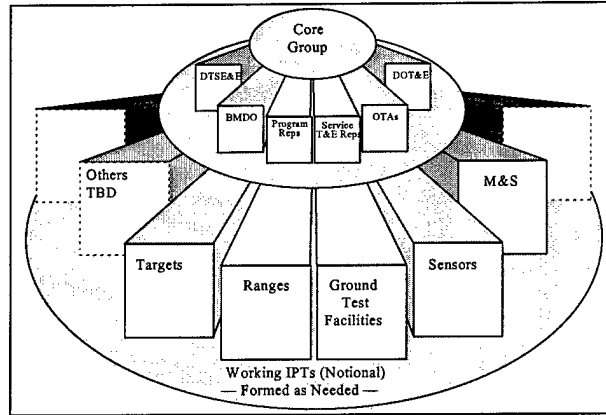 Core
Group
DTSE&E
DOT&E
BMDO
Program
Reps
Service
T&E Reps
OTAs
Others
TBD
M&S
Targets
Ranges
Ground
Test
Facilities
Sensors
Working IPTs (Notional)
— Formed as Needed —